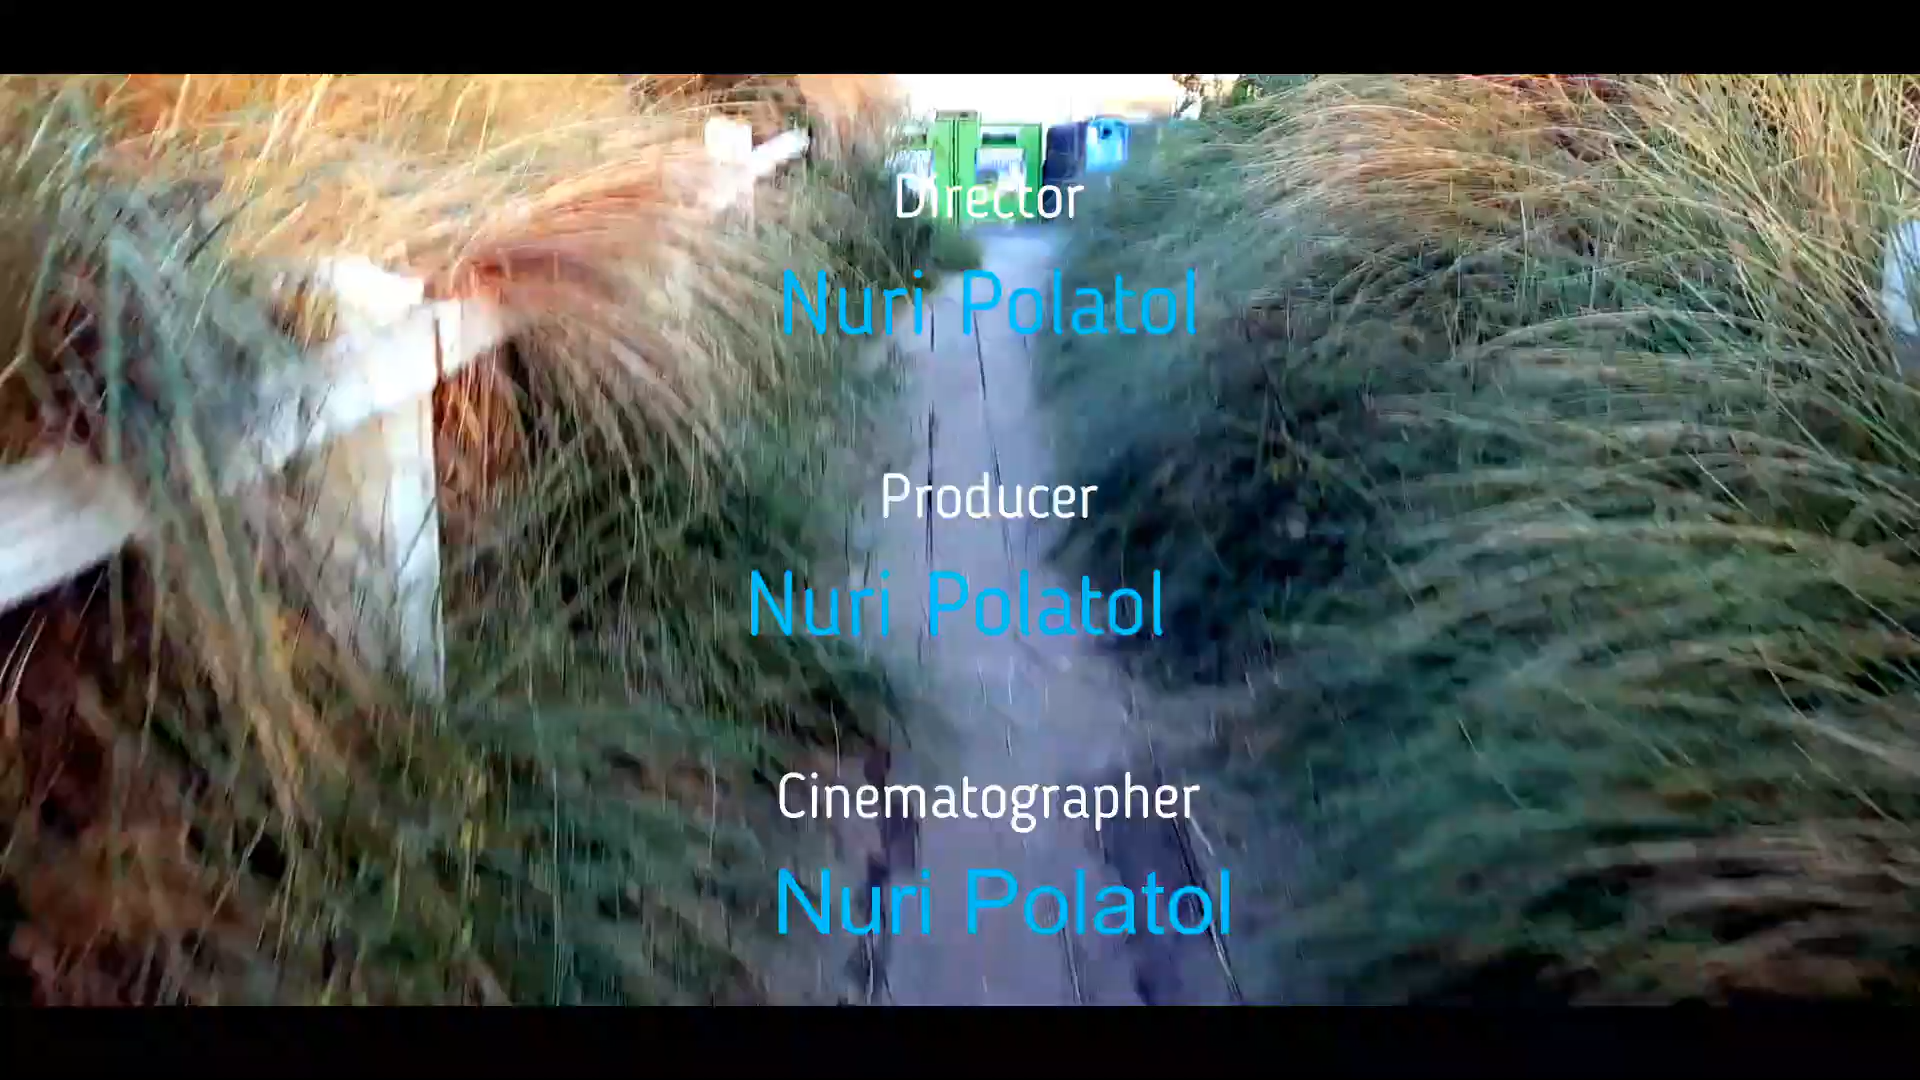 Director
Nuri Polatol
Producer
Nuri Polatol
Cinematographer
Nuri Polatol